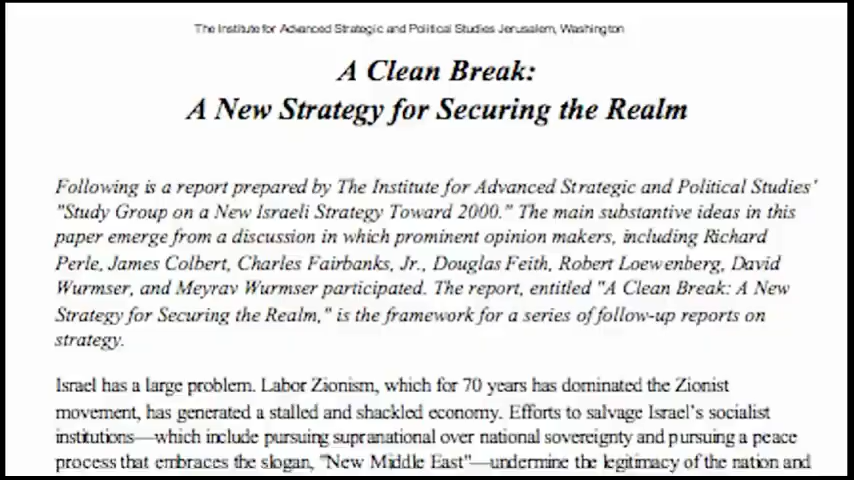 The Institute for Advanced Strategic and Political Studies Jerusalem, Washington
A Clean Break:
A New Strategy for Securing the Realm
Following is a report prepared by The Institute for Advanced Strategic and Political Studies'
"Study Group on a New Israeli Strategy Toward 2000." The main substantive ideas in this
paper emerge from a discussion in which prominent opinion makers, including Richard
Perle, James Colbert, Charles Fairbanks, Jr., Douglas Feith, Robert Loewenberg, David
Wurmser, and Meyrav Wurmser participated. The report, entitled "A Clean Break: A New
Strategy for Securing the Realm," is the framework for a series of follow-up reports on
strategy.
Israel has a large problem. Labor Zionism, which for 70 years has dominated the Zionist
movement, has generated a stalled and shackled economy. Efforts to salvage Israel's socialist
institutions—which include pursuing supranational over national sovereignty and pursuing a peace
process that embraces the slogan, "New Middle East"—undermine the legitimacy of the nation and